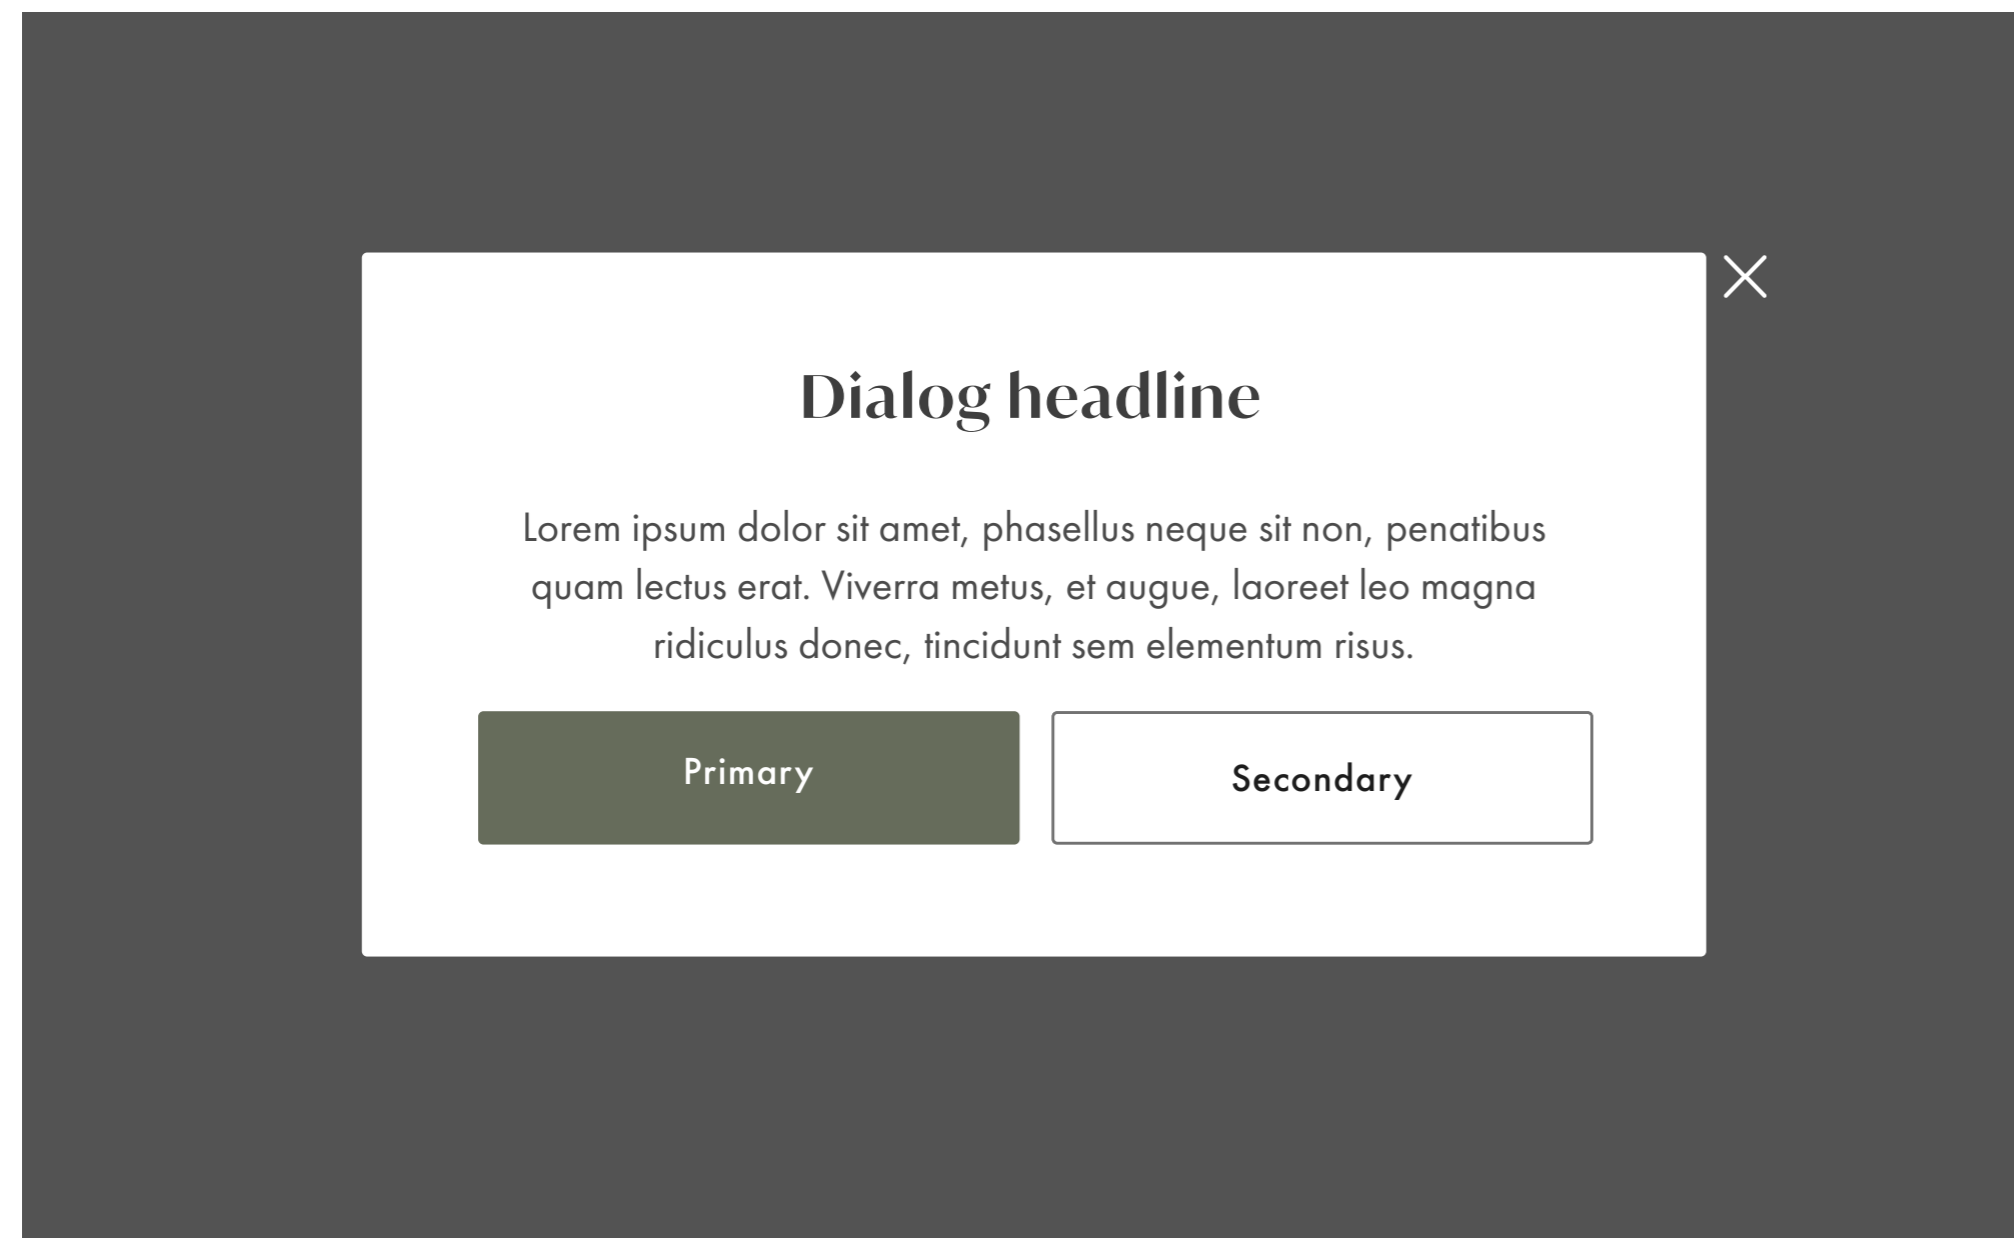 Dialog headline
Lorem ipsum dolor sit amet, phasellus neque sit non, penatibus
quam lectus erat. Viverra metus, et augue, laoreet leo magna
ridiculus donec, tincidunt sem elementum risus.
Primary
Secondary